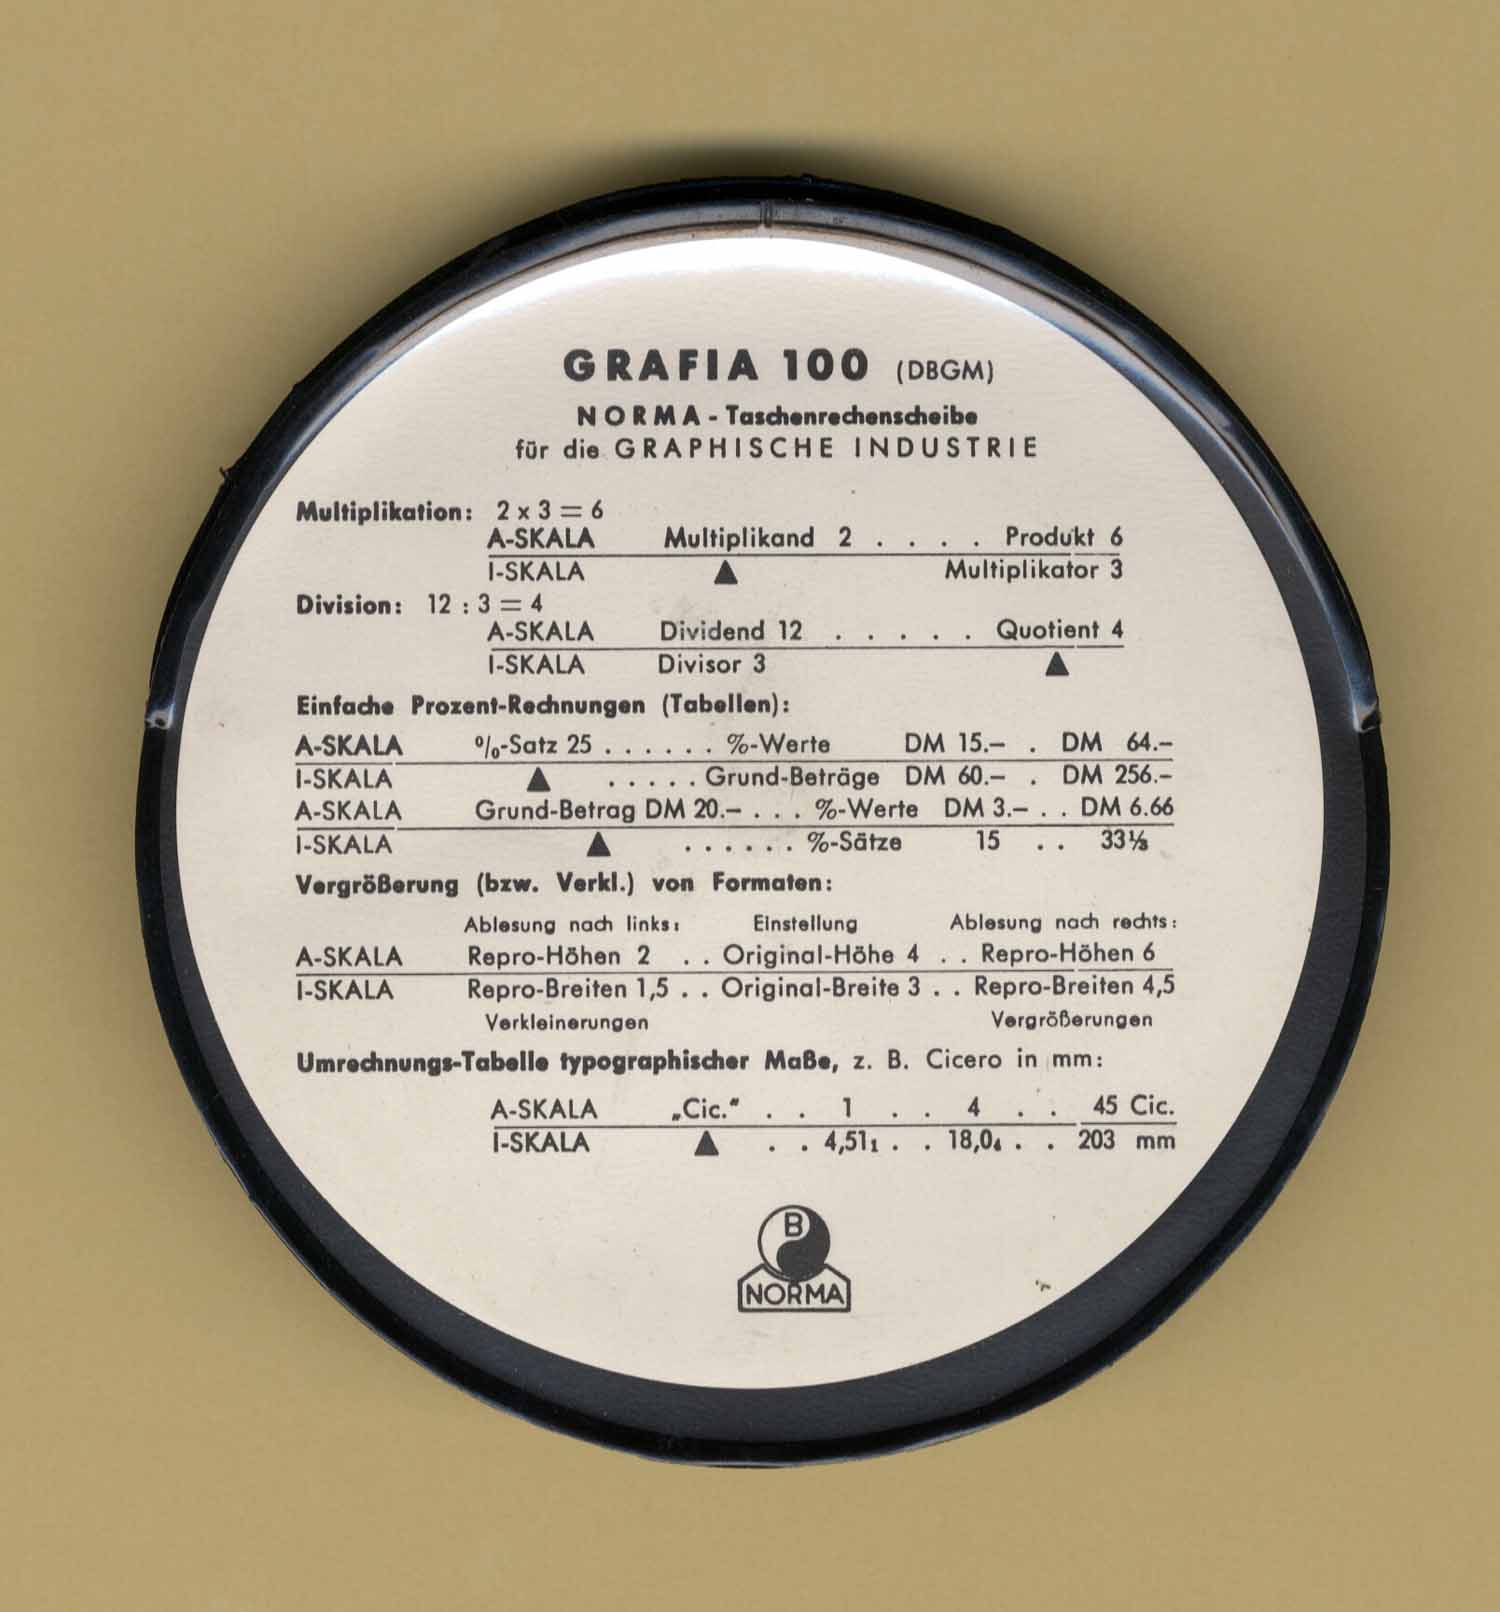 GRAFIA 100 (DBGM)
NORMA - Taschenrechenscheibe
für die GRAPHISCHE INDUSTRIE
Multiplikation: 2 x 3 = 6
A-SKALA Multiplikand 2 . . . . Produkt 6
I-SKALA ▲ Multiplikator 3
Division: 12 : 3 = 4
A-SKALA Dividend 12 . . . . . Quotient 4
I-SKALA Divisor 3 ▲
Einfache Prozent-Rechnungen (Tabellen):
A-SKALA %-Satz 25 . . . . . . %-Werte DM 15.– . DM 64.–
I-SKALA ▲ . . . . . Grund-Beträge DM 60.– . DM 256.–
A-SKALA Grund-Betrag DM 20.– . . . %-Werte DM 3.– . . DM 6.66
I-SKALA ▲ . . . . . . %-Sätze 15 . . 33⅓
Vergrößerung (bzw. Verkl.) von Formaten:
Ablesung nach links: Einstellung Ablesung nach rechts:
A-SKALA Repro-Höhen 2 . . Original-Höhe 4 . . Repro-Höhen 6
I-SKALA Repro-Breiten 1,5 . . Original-Breite 3 . . Repro-Breiten 4,5
Verkleinerungen Vergrößerungen
Umrechnungs-Tabelle typographischer Maße, z. B. Cicero in mm:
A-SKALA „Cic.“ . . 1 . . 4 . . 45 Cic.
I-SKALA ▲ . . 4,51₁ . . 18,0₄ . . 203 mm
B
NORMA